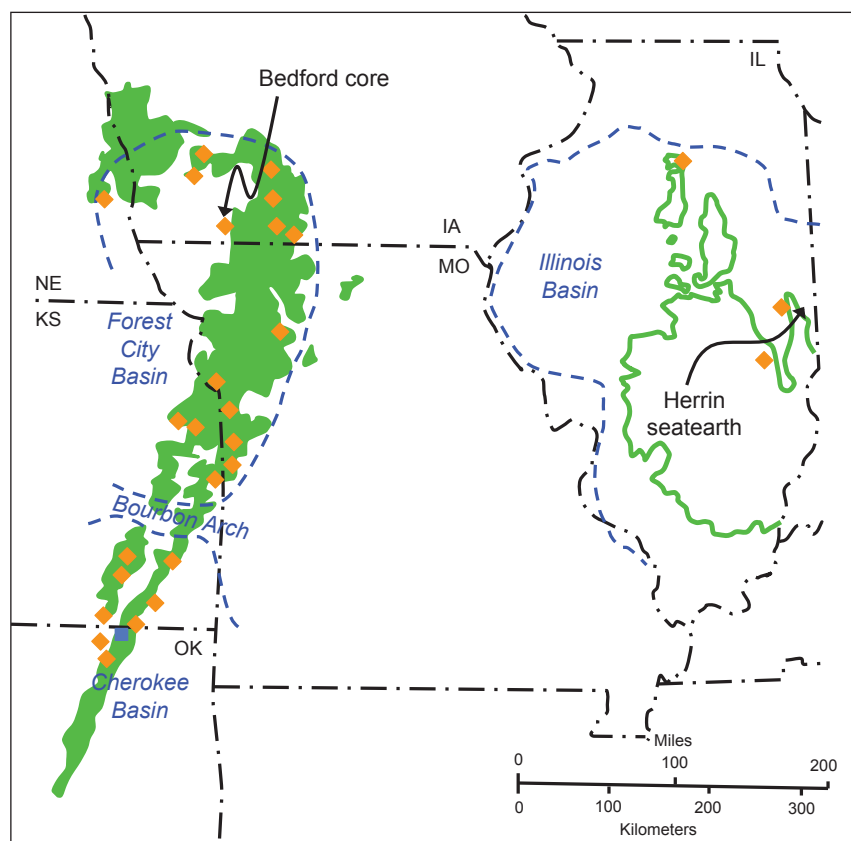 IL
Bedford core
IA
MO
Illinois
Basin
NE
KS
Forest
City
Basin
Herrin
seatearth
Bourbon Arch
OK
Cherokee
Basin
Miles
0 100 200
0 100 200 300
Kilometers